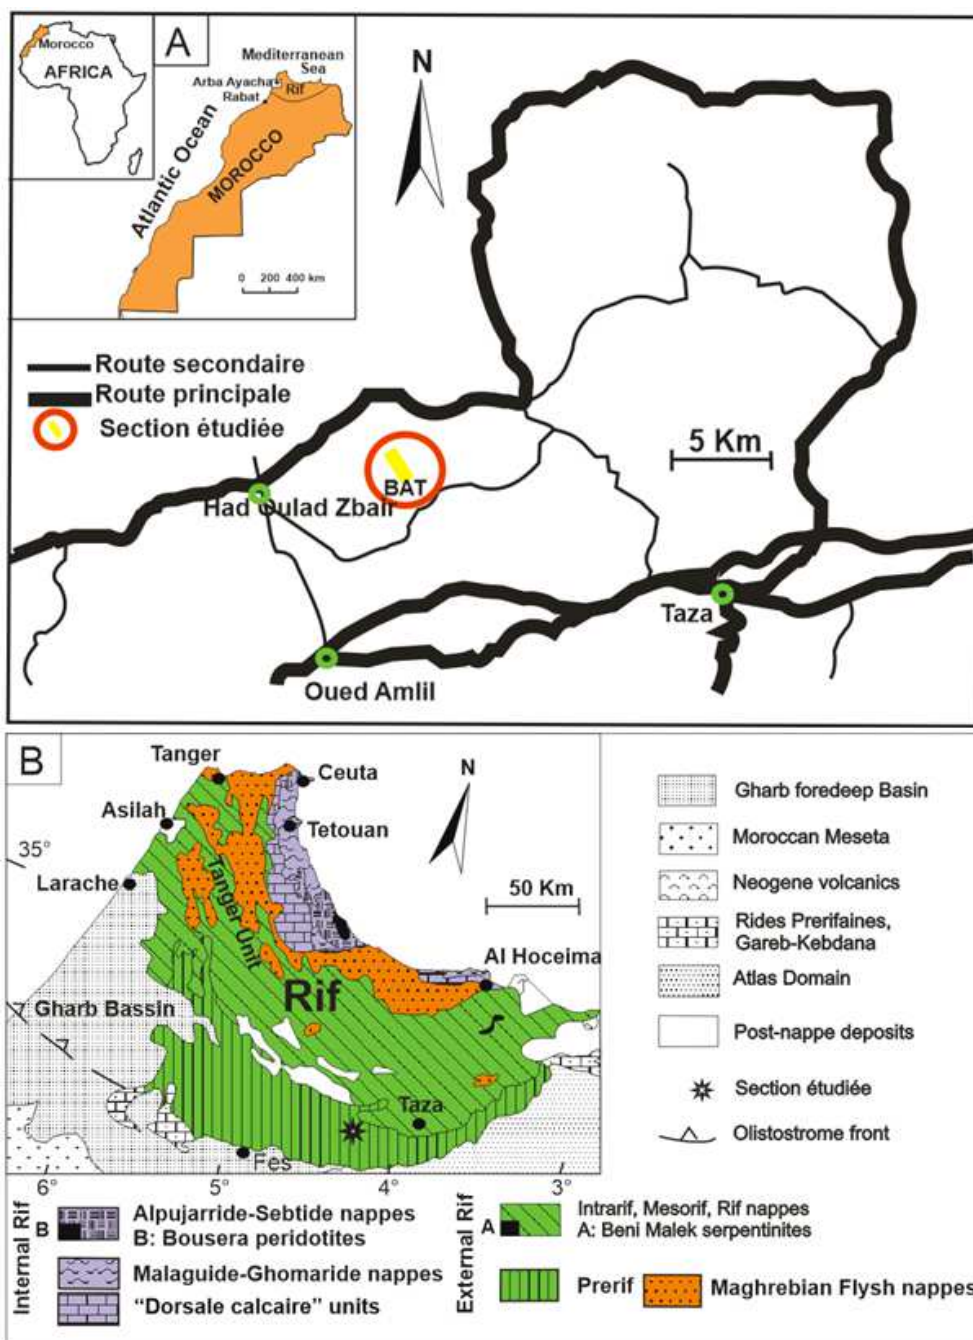 Morocco
AFRICA
A
Mediterranean
Sea
Arba Ayacha
Rif
Rabat
Atlantic Ocean
MOROCCO
0 200 400 km
N
Route secondaire
Route principale
Section étudiée
5 Km
BAT
Had Oulad Zbair
Taza
Oued Amlil
B
Tanger
Ceuta
N
Asilah
Tetouan
35°
Larache
Tanger Unit
50 Km
Al Hoceima
Rif
Gharb Bassin
Taza
Fes
6°
5°
4°
3°
Gharb foredeep Basin
Moroccan Meseta
Neogene volcanics
Rides Prerifaines,
Gareb-Kebdana
Atlas Domain
Post-nappe deposits
Section étudiée
Olistostrome front
Internal Rif
B
Alpujarride-Sebtide nappes
B: Bousera peridotites
Malaguide-Ghomaride nappes
“Dorsale calcaire” units
External Rif
A
Intrarif, Mesorif, Rif nappes
A: Beni Malek serpentinites
Prerif
Maghrebian Flysh nappes